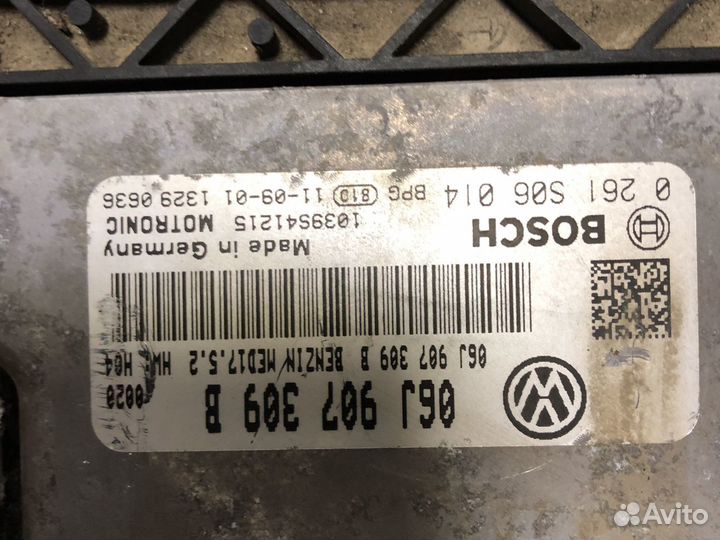 06J 907 309 B
0020
06J 907 309 B BENZIN MED17.5.2 HW: H04
Made in Germany
BOSCH
1039S41215 MOTRONIC
0 261 S06 014 BPG 810 11-09-01 1329 0636
Avito